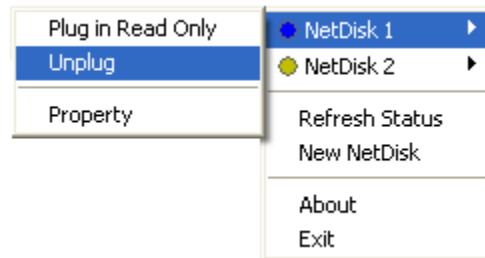 Plug in Read Only
Unplug
Property
NetDisk 1
NetDisk 2
Refresh Status
New NetDisk
About
Exit